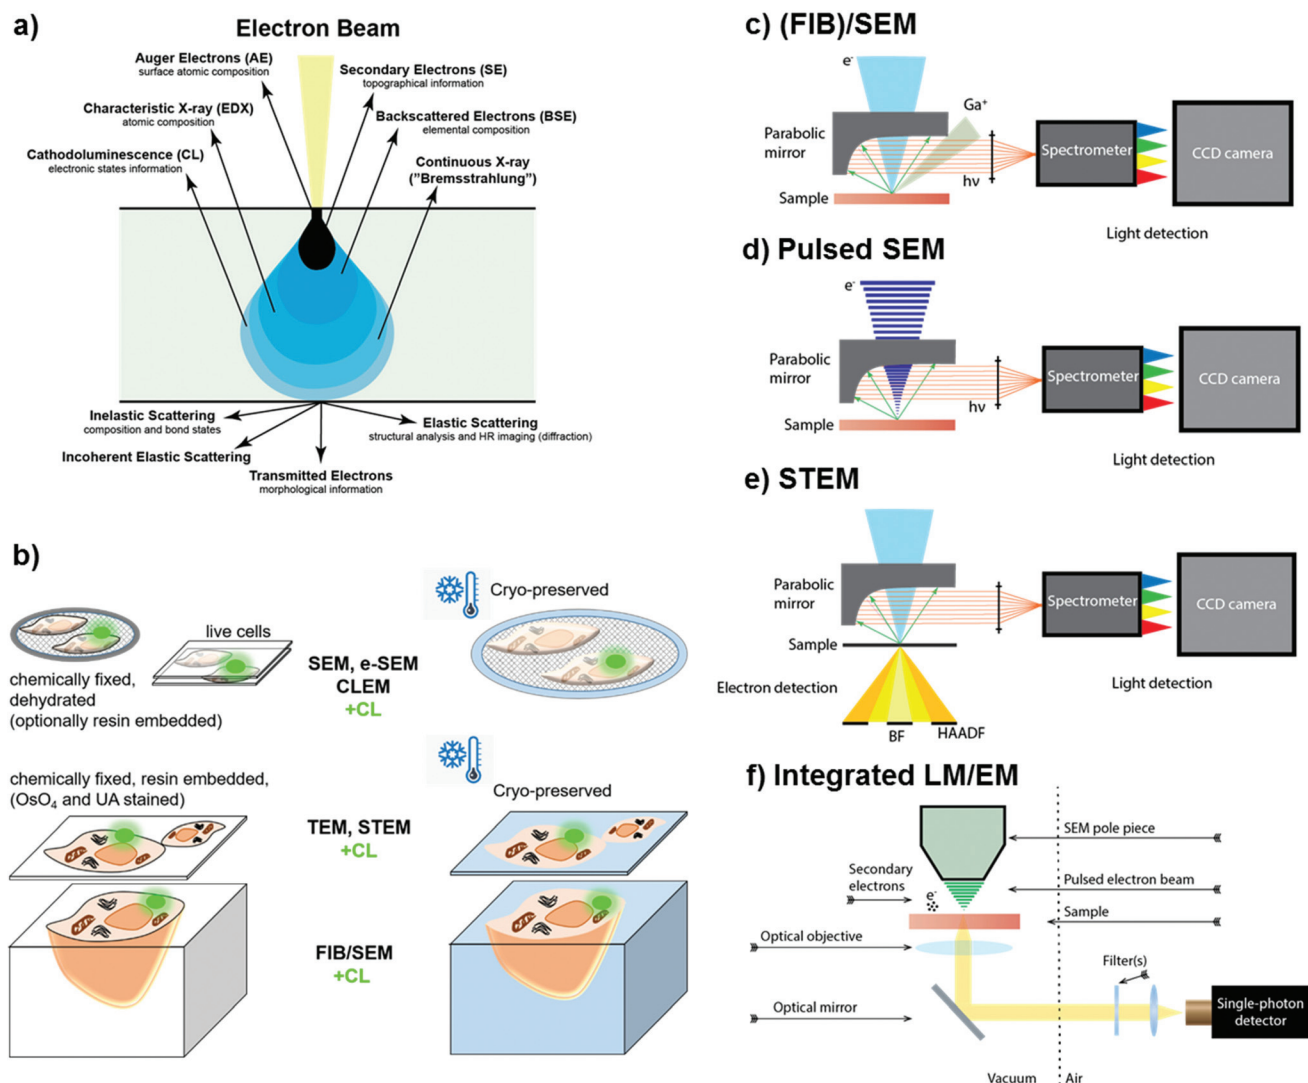 a)
Electron Beam
Auger Electrons (AE)
surface atomic composition
Secondary Electrons (SE)
topographical information
Characteristic X-ray (EDX)
atomic composition
Backscattered Electrons (BSE)
elemental composition
Cathodoluminescence (CL)
electronic states information
Continuous X-ray
("Bremsstrahlung")
Inelastic Scattering
composition and bond states
Elastic Scattering
structural analysis and HR imaging (diffraction)
Incoherent Elastic Scattering
Transmitted Electrons
morphological information
b)
live cells
chemically fixed,
dehydrated
(optionally resin embedded)
SEM, e-SEM
CLEM
+CL
Cryo-preserved
chemically fixed, resin embedded,
(OsO₄ and UA stained)
TEM, STEM
+CL
Cryo-preserved
FIB/SEM
+CL
c) (FIB)/SEM
e⁻
Ga⁺
Parabolic
mirror
Sample
hν
Spectrometer
CCD camera
Light detection
d) Pulsed SEM
e⁻
Parabolic
mirror
Sample
hν
Spectrometer
CCD camera
Light detection
e) STEM
Parabolic
mirror
Sample
Electron detection
BF
HAADF
Spectrometer
CCD camera
Light detection
f) Integrated LM/EM
SEM pole piece
Secondary
electrons
e⁻
Pulsed electron beam
Sample
Optical objective
Filter(s)
Optical mirror
Single-photon
detector
Vacuum
Air